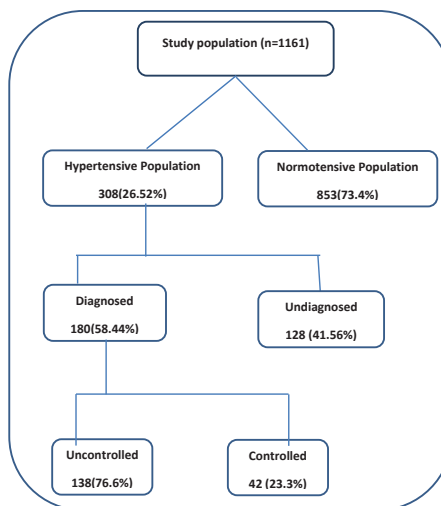 Study population (n=1161)
Hypertensive Population
308(26.52%)
Normotensive Population
853(73.4%)
Diagnosed
180(58.44%)
Undiagnosed
128 (41.56%)
Uncontrolled
138(76.6%)
Controlled
42 (23.3%)